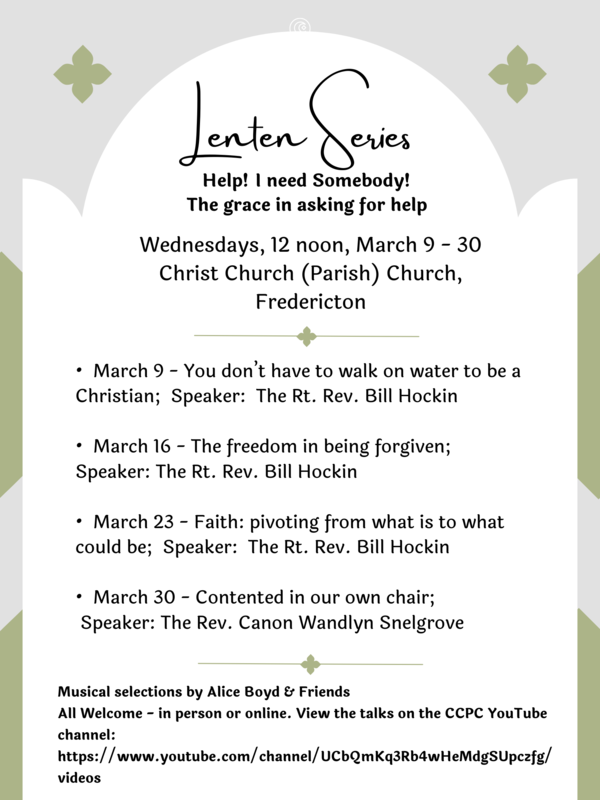 Lenten Series
Help! I need Somebody!
The grace in asking for help
Wednesdays, 12 noon, March 9 - 30
Christ Church (Parish) Church,
Fredericton
• March 9 - You don't have to walk on water to be a
Christian; Speaker: The Rt. Rev. Bill Hockin
• March 16 - The freedom in being forgiven;
Speaker: The Rt. Rev. Bill Hockin
• March 23 - Faith: pivoting from what is to what
could be; Speaker: The Rt. Rev. Bill Hockin
• March 30 - Contented in our own chair;
Speaker: The Rev. Canon Wandlyn Snelgrove
Musical selections by Alice Boyd & Friends
All Welcome - in person or online. View the talks on the CCPC YouTube
channel:
https://www.youtube.com/channel/UCbQmKq3Rb4wHeMdgSUpczfg/
videos